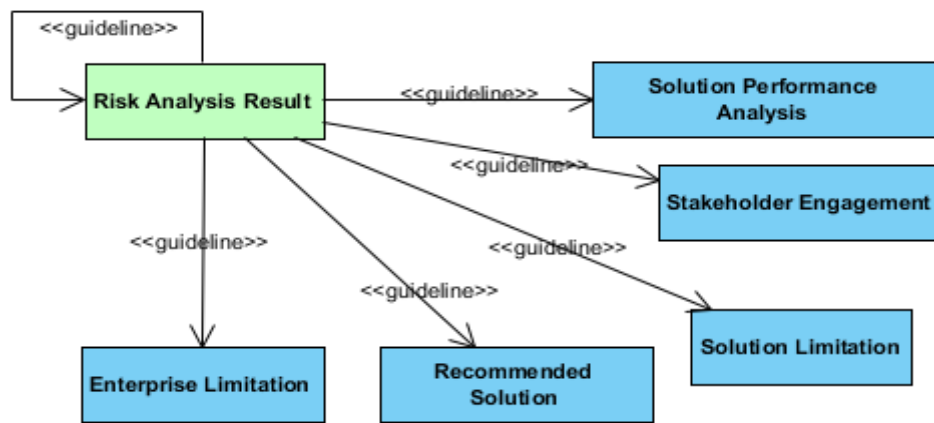 <<guideline>>
Risk Analysis Result
<<guideline>>
Solution Performance
Analysis
<<guideline>>
Stakeholder Engagement
<<guideline>>
<<guideline>>
<<guideline>>
Solution Limitation
Enterprise Limitation
Recommended
Solution